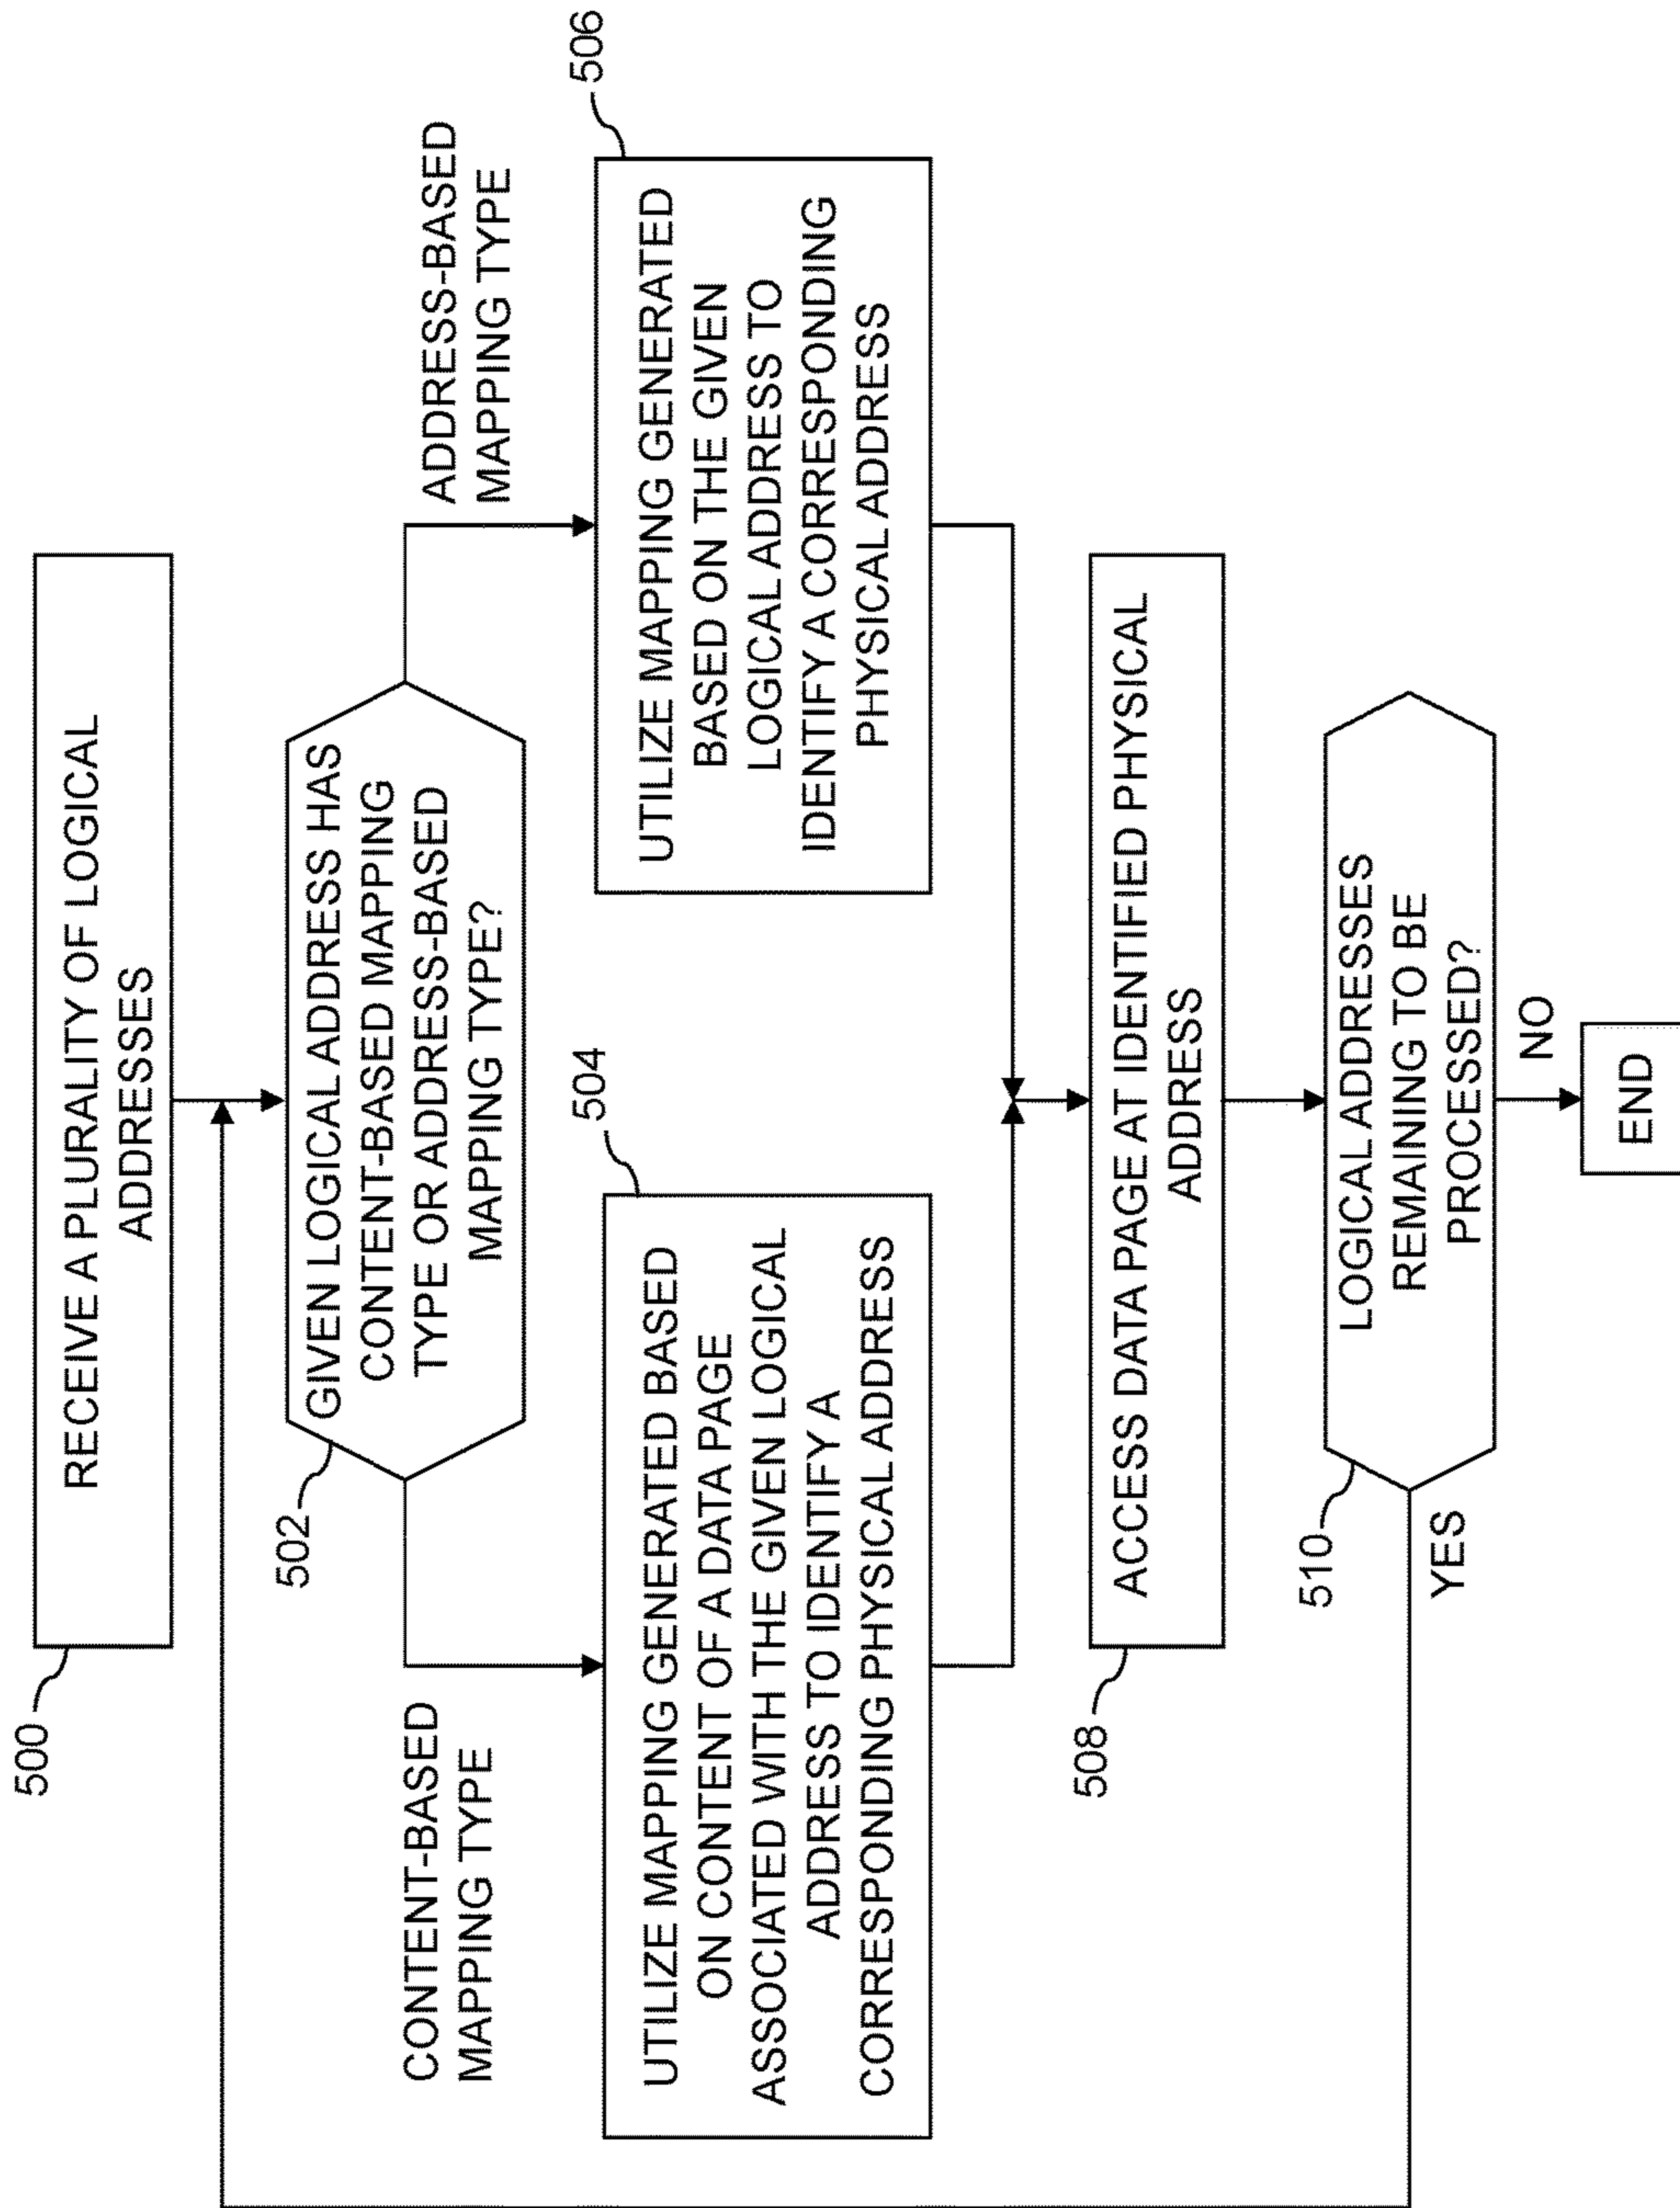 500
RECEIVE A PLURALITY OF LOGICAL
ADDRESSES
502
GIVEN LOGICAL ADDRESS HAS
CONTENT-BASED MAPPING
TYPE OR ADDRESS-BASED
MAPPING TYPE?
CONTENT-BASED
MAPPING TYPE
ADDRESS-BASED
MAPPING TYPE
504
UTILIZE MAPPING GENERATED BASED
ON CONTENT OF A DATA PAGE
ASSOCIATED WITH THE GIVEN LOGICAL
ADDRESS TO IDENTIFY A
CORRESPONDING PHYSICAL ADDRESS
506
UTILIZE MAPPING GENERATED
BASED ON THE GIVEN
LOGICAL ADDRESS TO
IDENTIFY A CORRESPONDING
PHYSICAL ADDRESS
508
ACCESS DATA PAGE AT IDENTIFIED PHYSICAL
ADDRESS
510
LOGICAL ADDRESSES
REMAINING TO BE
PROCESSED?
YES
NO
END